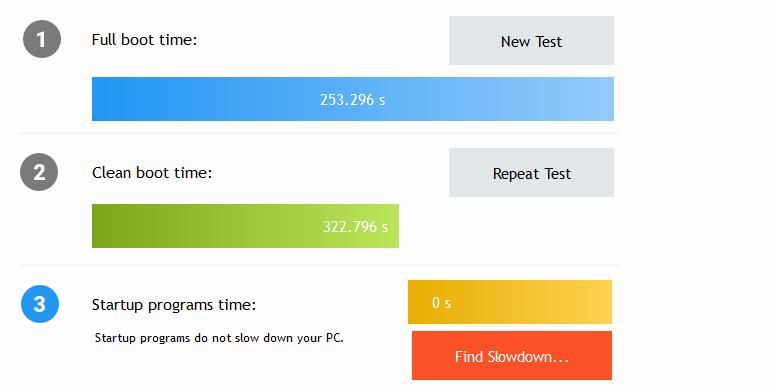 1 Full boot time: New Test
253.296 s
2 Clean boot time: Repeat Test
322.796 s
3 Startup programs time: 0 s
Startup programs do not slow down your PC.
Find Slowdown...